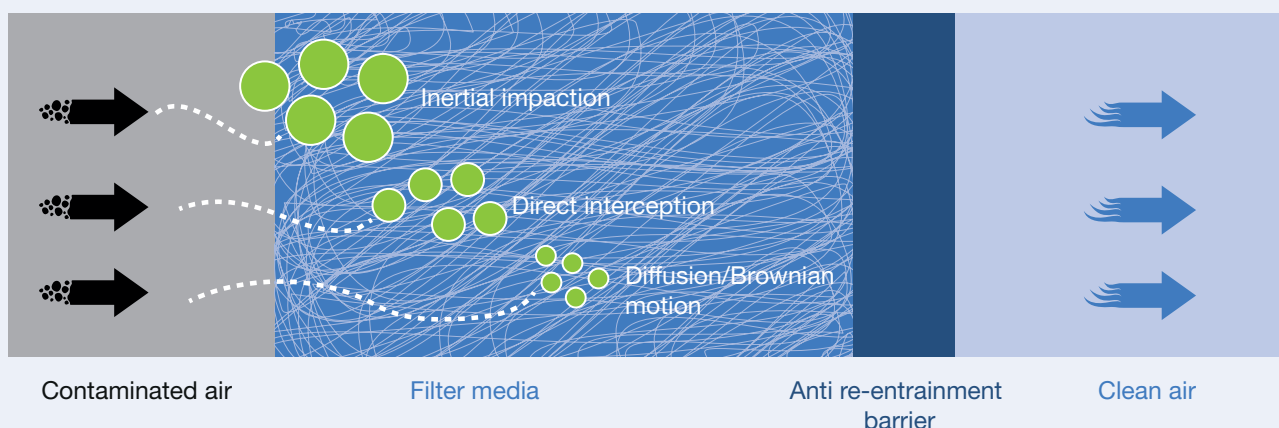 Inertial impaction
Direct interception
Diffusion/Brownian
motion
Contaminated air
Filter media
Anti re-entrainment
barrier
Clean air